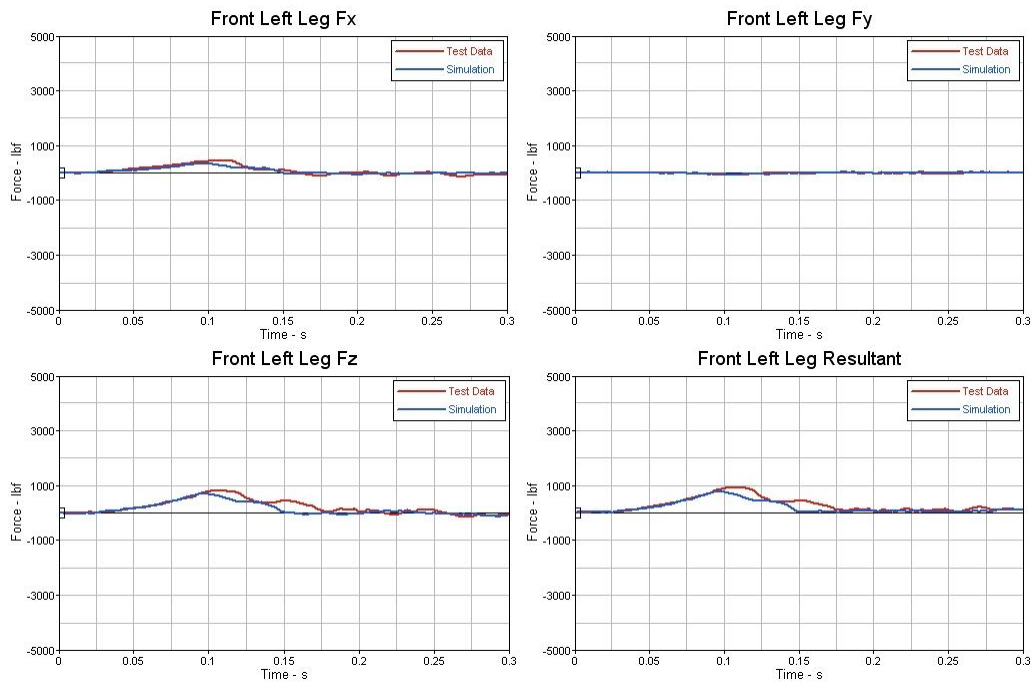 Front Left Leg Fx
5000
3000
1000
-1000
-3000
-5000
Force - lbf
Test Data
Simulation
0 0.05 0.1 0.15 0.2 0.25 0.3
Time - s
Front Left Leg Fy
5000
3000
1000
-1000
-3000
-5000
Force - lbf
Test Data
Simulation
0 0.05 0.1 0.15 0.2 0.25 0.3
Time - s
Front Left Leg Fz
5000
3000
1000
-1000
-3000
-5000
Force - lbf
Test Data
Simulation
0 0.05 0.1 0.15 0.2 0.25 0.3
Time - s
Front Left Leg Resultant
5000
3000
1000
-1000
-3000
-5000
Force - lbf
Test Data
Simulation
0 0.05 0.1 0.15 0.2 0.25 0.3
Time - s